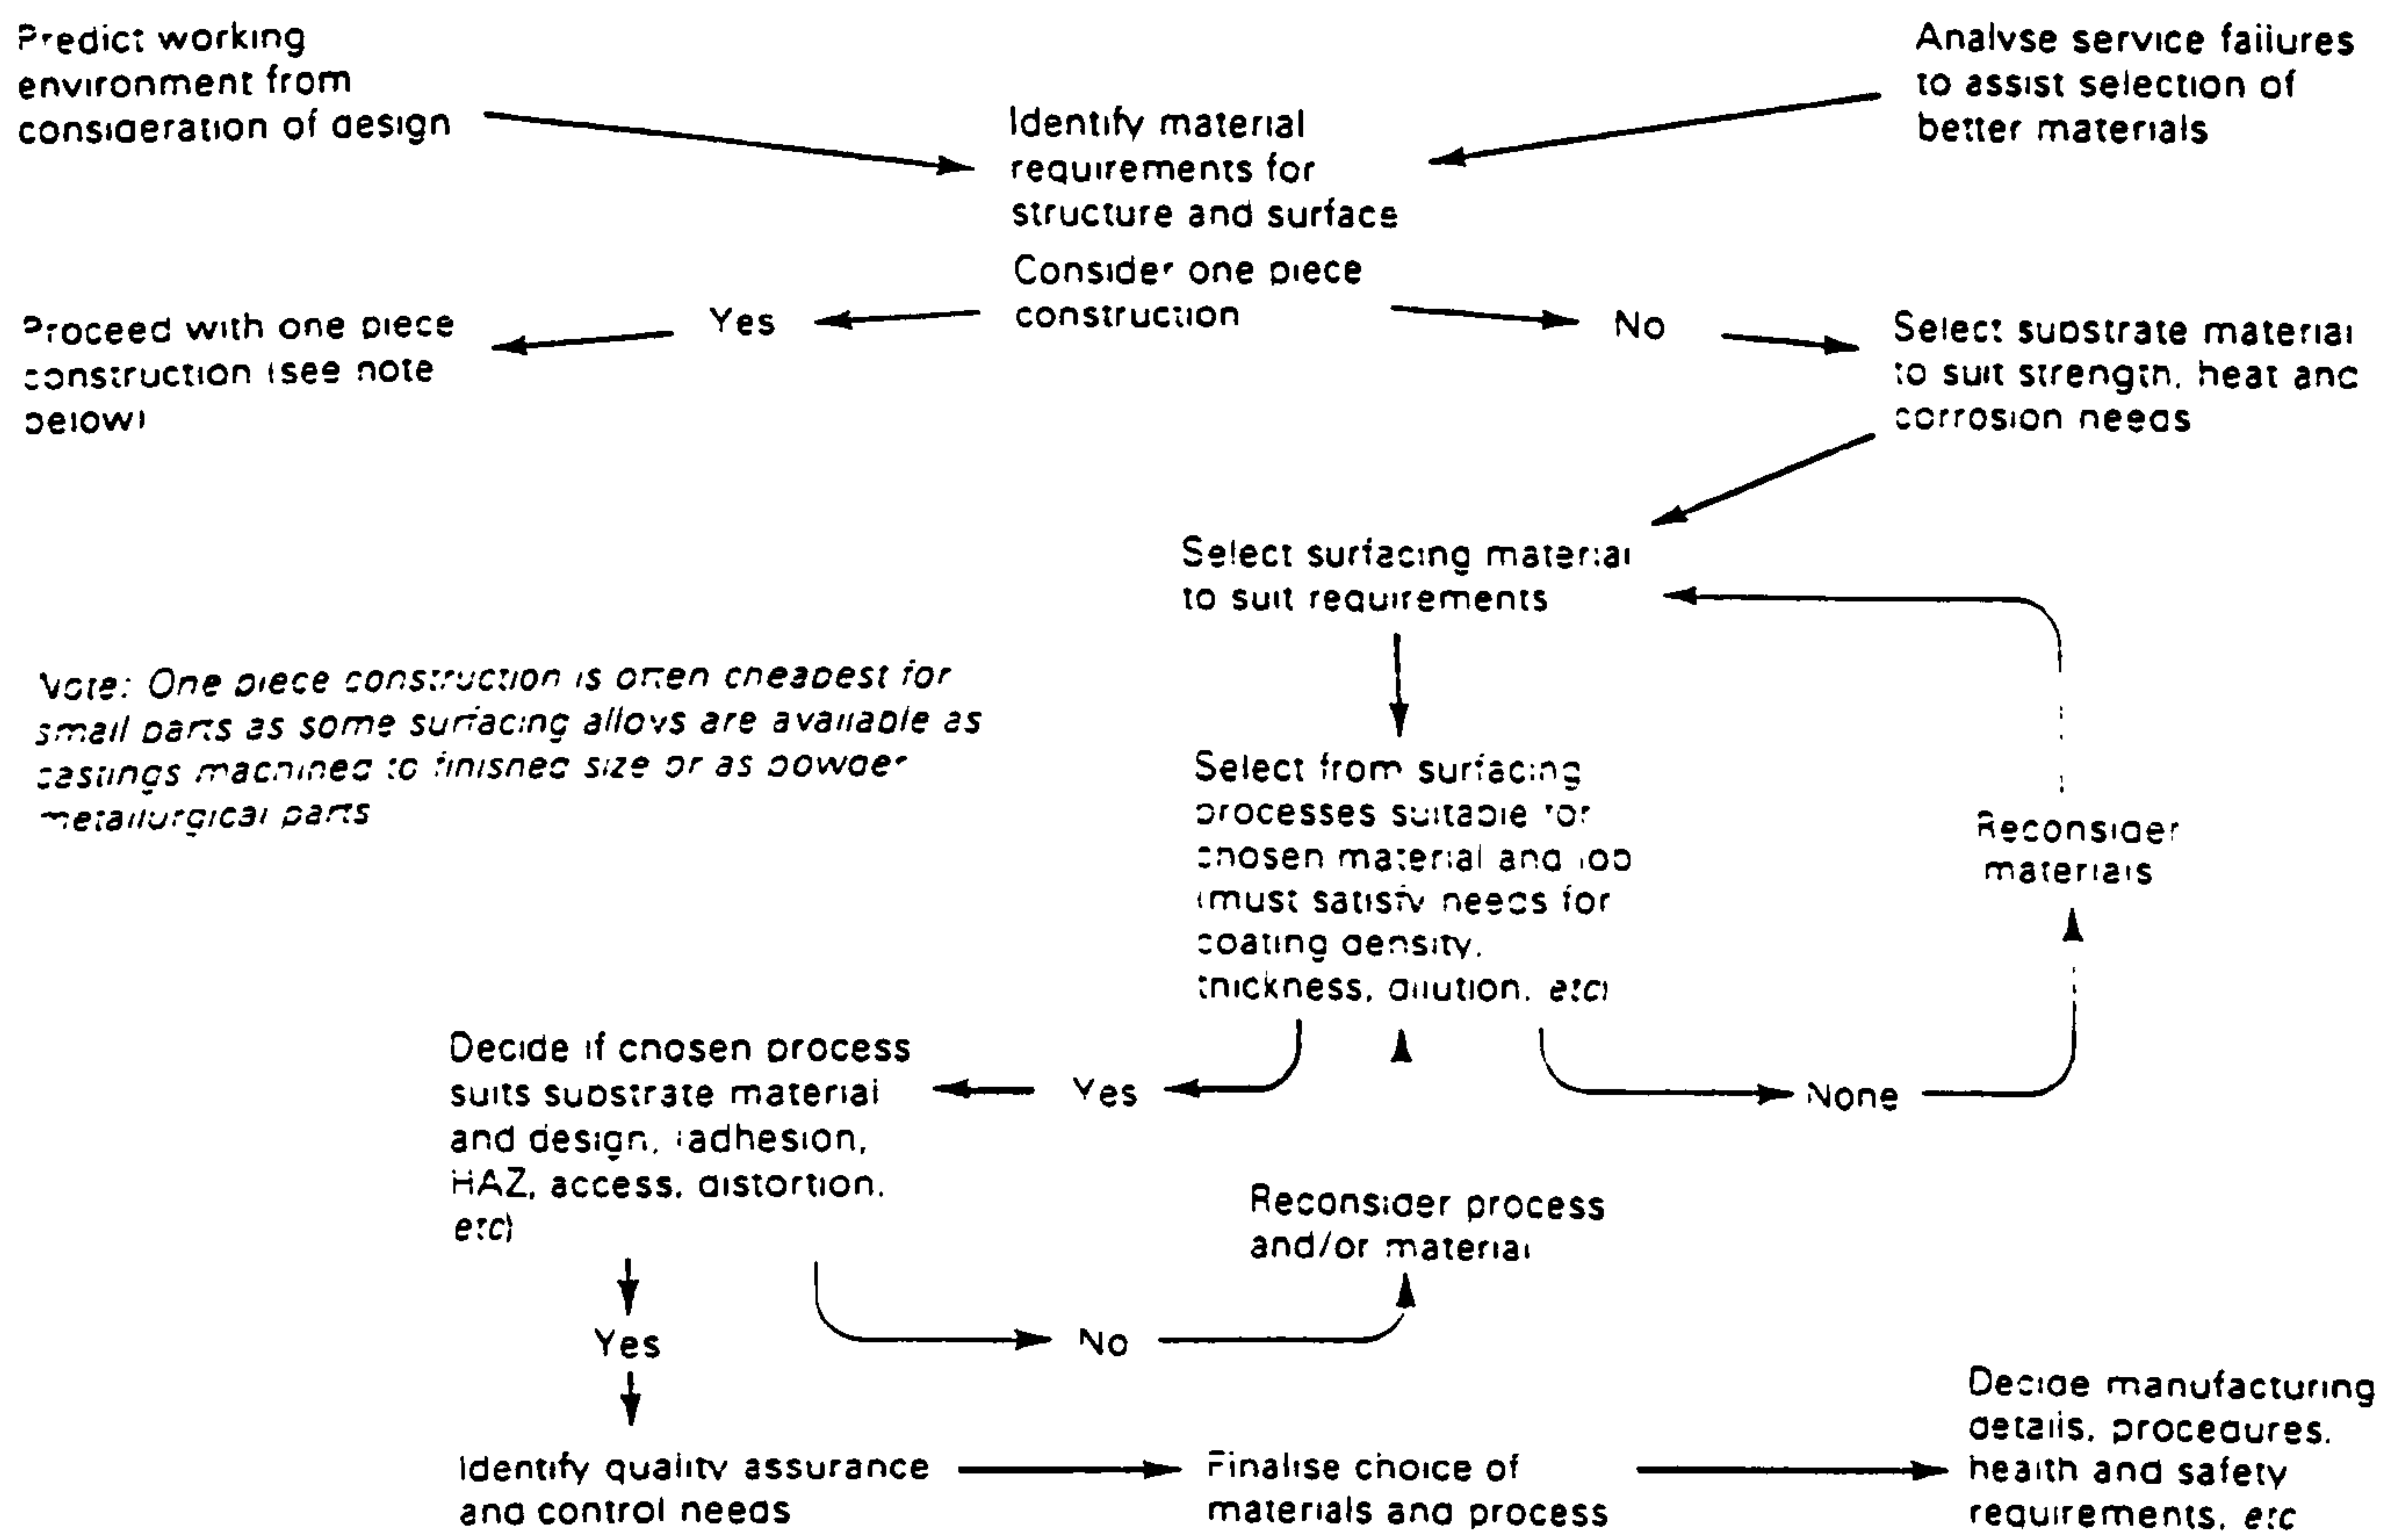 Predict working
environment from
consideration of design
Analyse service failures
to assist selection of
better materials
Identify material
requirements for
structure and surface
Consider one piece
construction
Yes
No
Proceed with one piece
construction (see note
below)
Select substrate material
to suit strength, heat and
corrosion needs
Select surfacing material
to suit requirements
Note: One piece construction is often cheapest for
small parts as some surfacing alloys are available as
castings machined to finished size or as powder
metallurgical parts
Select from surfacing
processes suitable for
chosen material and job
(must satisfy needs for
coating density,
thickness, dilution, etc)
Reconsider
materials
Decide if chosen process
suits substrate material
and design, (adhesion,
HAZ, access, distortion,
etc)
Yes
None
Reconsider process
and/or material
Yes
No
Identify quality assurance
and control needs
Finalise choice of
materials and process
Decide manufacturing
details, procedures,
health and safety
requirements, etc